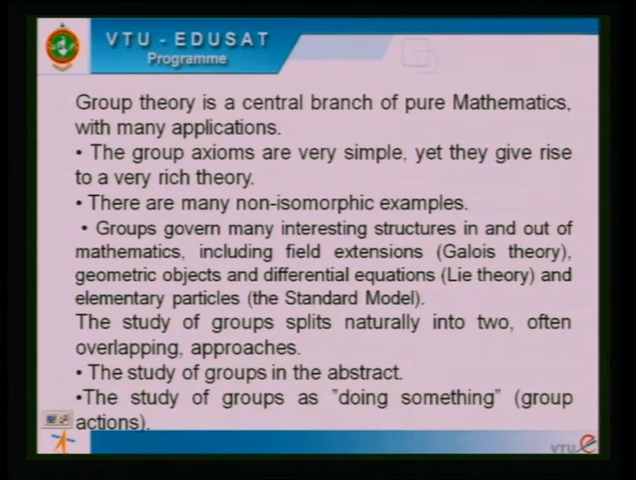 VTU - EDUSAT
Programme
Group theory is a central branch of pure Mathematics,
with many applications.
• The group axioms are very simple, yet they give rise
to a very rich theory.
• There are many non-isomorphic examples.
• Groups govern many interesting structures in and out of
mathematics, including field extensions (Galois theory),
geometric objects and differential equations (Lie theory) and
elementary particles (the Standard Model).
The study of groups splits naturally into two, often
overlapping, approaches.
• The study of groups in the abstract.
•The study of groups as "doing something" (group
actions).
VTU e